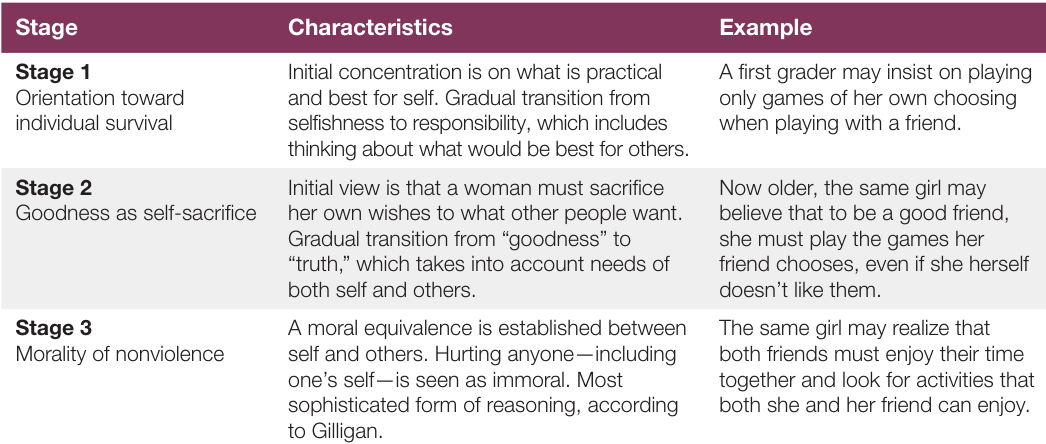 Stage Characteristics Example
Stage 1
Orientation toward
individual survival
Initial concentration is on what is practical
and best for self. Gradual transition from
selfishness to responsibility, which includes
thinking about what would be best for others.
A first grader may insist on playing
only games of her own choosing
when playing with a friend.
Stage 2
Goodness as self-sacrifice
Initial view is that a woman must sacrifice
her own wishes to what other people want.
Gradual transition from “goodness” to
“truth,” which takes into account needs of
both self and others.
Now older, the same girl may
believe that to be a good friend,
she must play the games her
friend chooses, even if she herself
doesn’t like them.
Stage 3
Morality of nonviolence
A moral equivalence is established between
self and others. Hurting anyone—including
one’s self—is seen as immoral. Most
sophisticated form of reasoning, according
to Gilligan.
The same girl may realize that
both friends must enjoy their time
together and look for activities that
both she and her friend can enjoy.